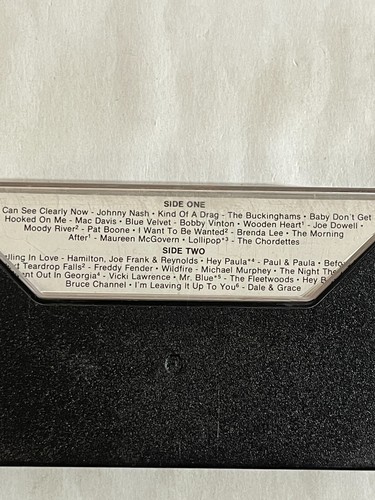 SIDE ONE
Can See Clearly Now - Johnny Nash • Kind Of A Drag - The Buckinghams • Baby Don't Get
Hooked On Me - Mac Davis • Blue Velvet - Bobby Vinton • Wooden Heart¹ - Joe Dowell •
Moody River² - Pat Boone • I Want To Be Wanted² - Brenda Lee • The Morning
After¹ - Maureen McGovern • Lollipop*³ - The Chordettes
SIDE TWO
lling In Love - Hamilton, Joe Frank & Reynolds • Hey Paula*⁴ - Paul & Paula • Befo
t Teardrop Falls² - Freddy Fender • Wildfire - Michael Murphey • The Night The
nt Out In Georgia⁴ - Vicki Lawrence • Mr. Blue*⁵ - The Fleetwoods • Hey B
Bruce Channel • I'm Leaving it Up To You⁶ - Dale & Grace